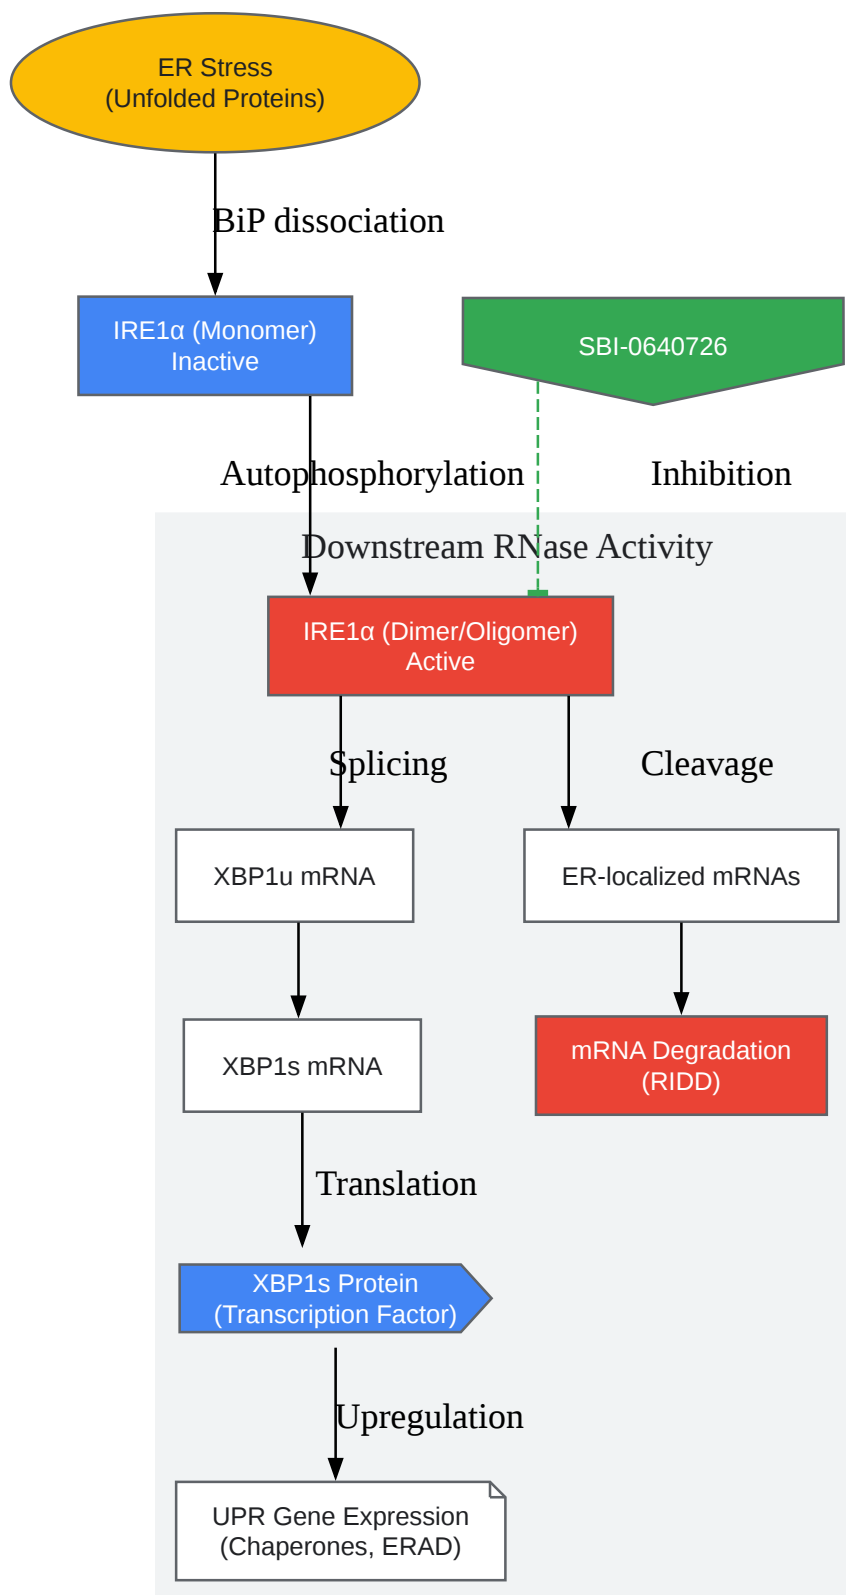 ER Stress
(Unfolded Proteins)
BiP dissociation
IRE1α (Monomer)
Inactive
SBI-0640726
Autophosphorylation
Inhibition
Downstream RNase Activity
IRE1α (Dimer/Oligomer)
Active
Splicing
Cleavage
XBP1u mRNA
ER-localized mRNAs
XBP1s mRNA
mRNA Degradation
(RIDD)
Translation
XBP1s Protein
(Transcription Factor)
Upregulation
UPR Gene Expression
(Chaperones, ERAD)